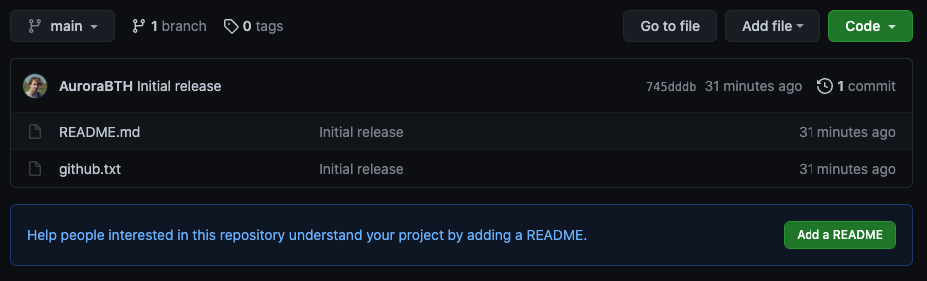 main 1 branch 0 tags Go to file Add file Code
AuroraBTH Initial release 745dddb 31 minutes ago 1 commit
README.md Initial release 31 minutes ago
github.txt Initial release 31 minutes ago
Help people interested in this repository understand your project by adding a README. Add a README